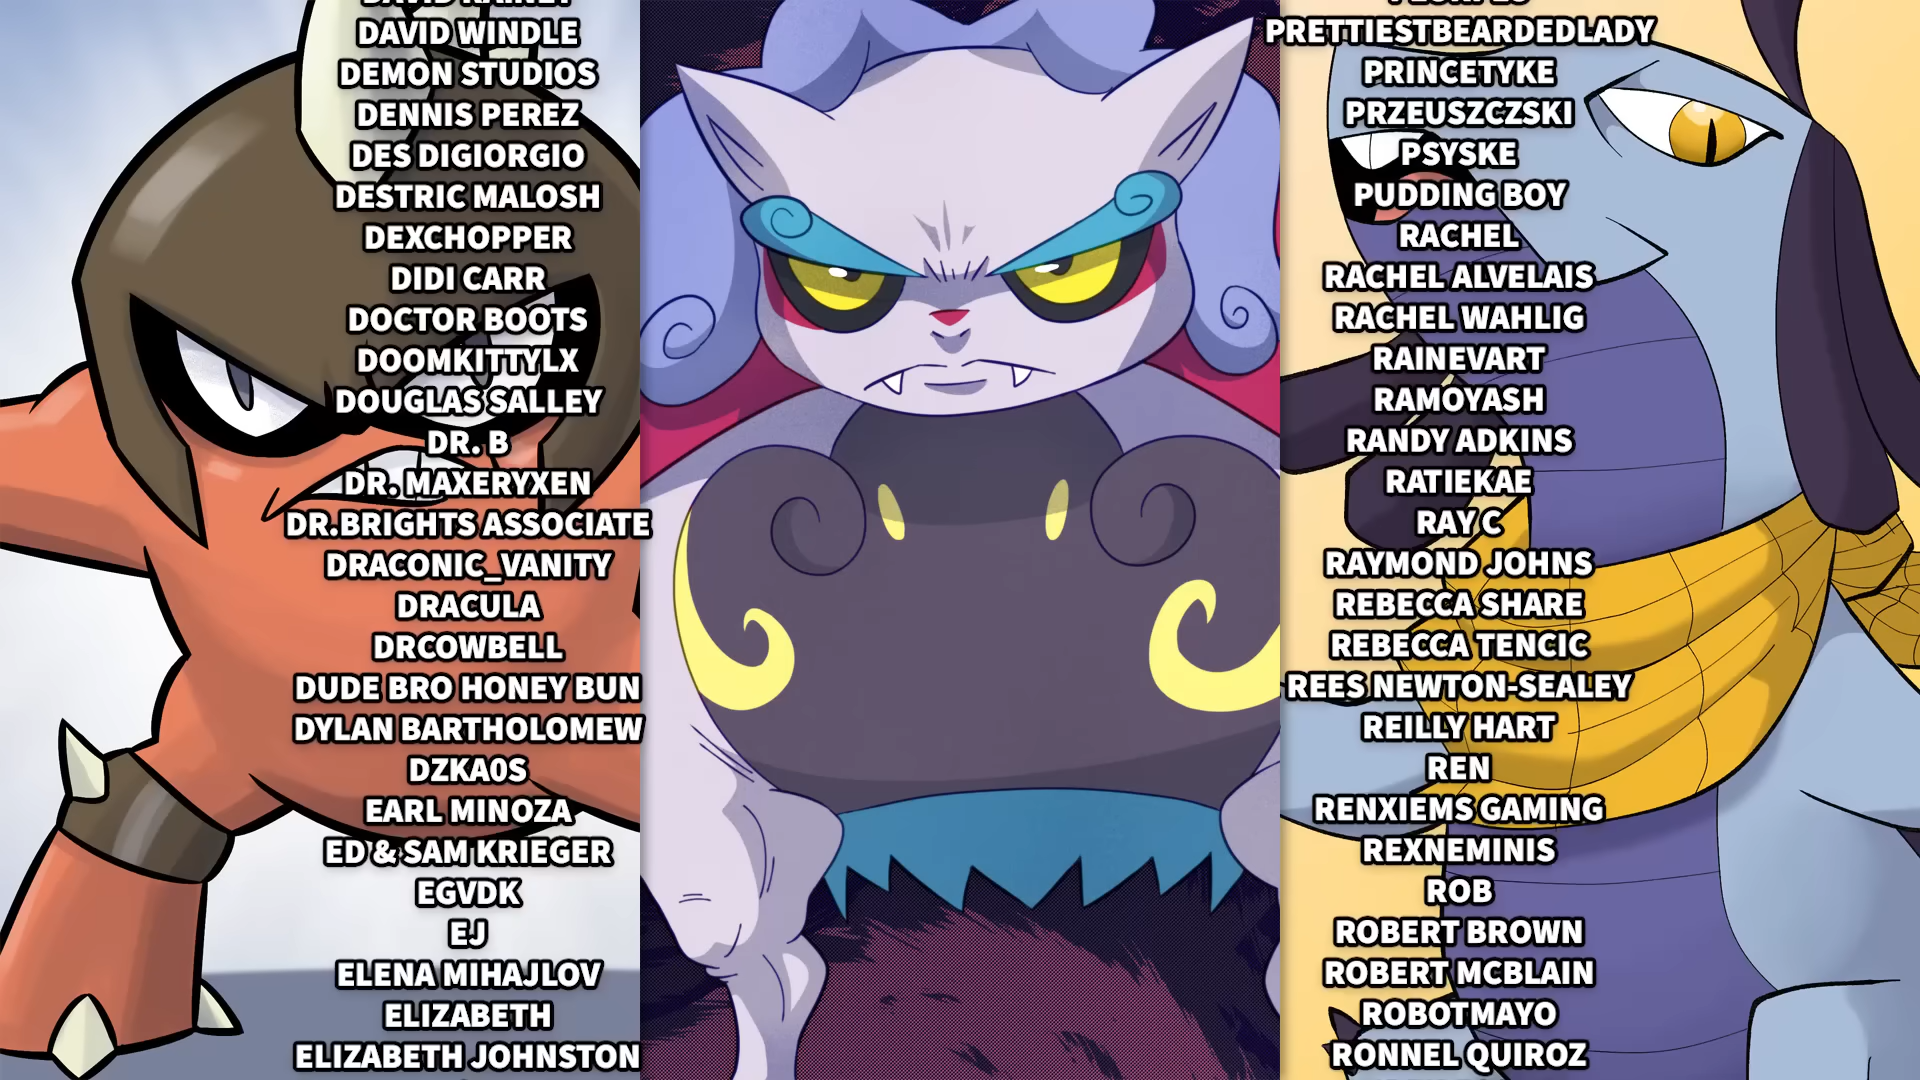 DAVID RAINEY
DAVID WINDLE
DEMON STUDIOS
DENNIS PEREZ
DES DIGIORGIO
DESTRIC MALOSH
DEXCHOPPER
DIDI CARR
DOCTOR BOOTS
DOOMKITTYLX
DOUGLAS SALLEY
DR. B
DR. MAXERYXEN
DR.BRIGHTS ASSOCIATE
DRACONIC_VANITY
DRACULA
DRCOWBELL
DUDE BRO HONEY BUN
DYLAN BARTHOLOMEW
DZKA0S
EARL MINOZA
ED & SAM KRIEGER
EGVDK
EJ
ELENA MIHAJLOV
ELIZABETH
ELIZABETH JOHNSTON
PRETTIESTBEARDEDLADY
PRINCETYKE
PRZEUSZCZSKI
PSYSKE
PUDDING BOY
RACHEL
RACHEL ALVELAIS
RACHEL WAHLIG
RAINEVART
RAMOYASH
RANDY ADKINS
RATIEKAE
RAY C
RAYMOND JOHNS
REBECCA SHARE
REBECCA TENCIC
REES NEWTON-SEALEY
REILLY HART
REN
RENXIEMS GAMING
REXNEMINIS
ROB
ROBERT BROWN
ROBERT MCBLAIN
ROBOTMAYO
RONNEL QUIROZ